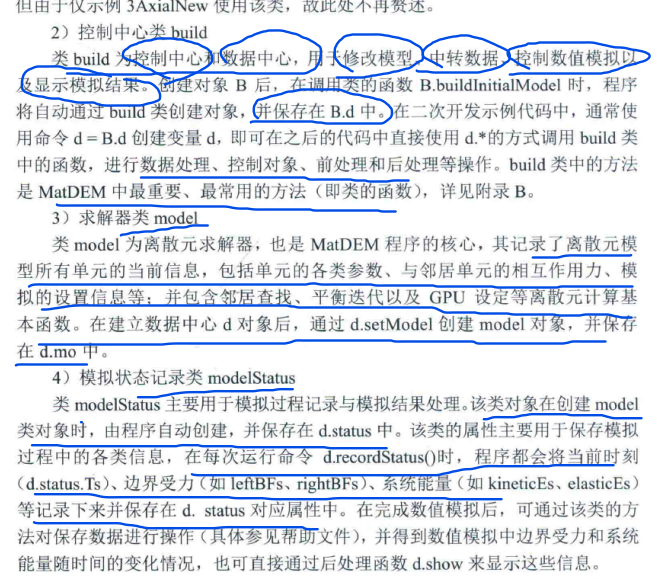 但由于仅示例 3AxialNew 使用该类，故此处不再赘述。
2）控制中心类 build
类 build 为控制中心和数据中心，用于修改模型、中转数据、控制数值模拟以
及显示模拟结果。创建对象 B 后，在调用类的函数 B.buildInitialModel 时，程序
将自动通过 build 类创建对象，并保存在 B.d 中。在二次开发示例代码中，通常使
用命令 d = B.d 创建变量 d，即可在之后的代码中直接使用 d.*的方式调用 build 类
中的函数，进行数据处理、控制对象、前处理和后处理等操作。build 类中的方法
是 MatDEM 中最重要、最常用的方法（即类的函数），详见附录 B。
3）求解器类 model
类 model 为离散元求解器，也是 MatDEM 程序的核心，其记录了离散元模
型所有单元的当前信息，包括单元的各类参数、与邻居单元的相互作用力、模
拟的设置信息等；并包含邻居查找、平衡迭代以及 GPU 设定等离散元计算基
本函数。在建立数据中心 d 对象后，通过 d.setModel 创建 model 对象，并保存
在 d.mo 中。
4）模拟状态记录类 modelStatus
类 modelStatus 主要用于模拟过程记录与模拟结果处理。该类对象在创建 model
类对象时，由程序自动创建，并保存在 d.status 中。该类的属性主要用于保存模拟
过程中的各类信息，在每次运行命令 d.recordStatus()时，程序都会将当前时刻
（d.status.Ts）、边界受力（如 leftBFs、rightBFs）、系统能量（如 kineticEs、elasticEs）
等记录下来并保存在 d. status 对应属性中。在完成数值模拟后，可通过该类的方
法对保存数据进行操作（具体参见帮助文件），并得到数值模拟中边界受力和系统
能量随时间的变化情况，也可直接通过后处理函数 d.show 来显示这些信息。